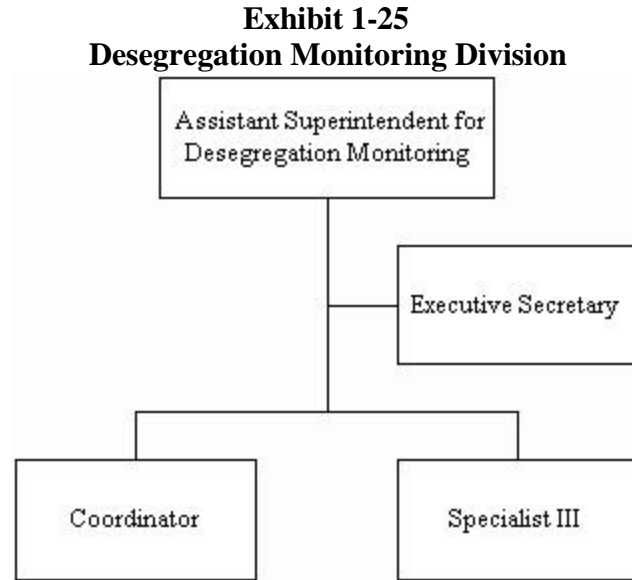 Exhibit 1-25
Desegregation Monitoring Division
Assistant Superintendent for
Desegregation Monitoring
Executive Secretary
Coordinator
Specialist III